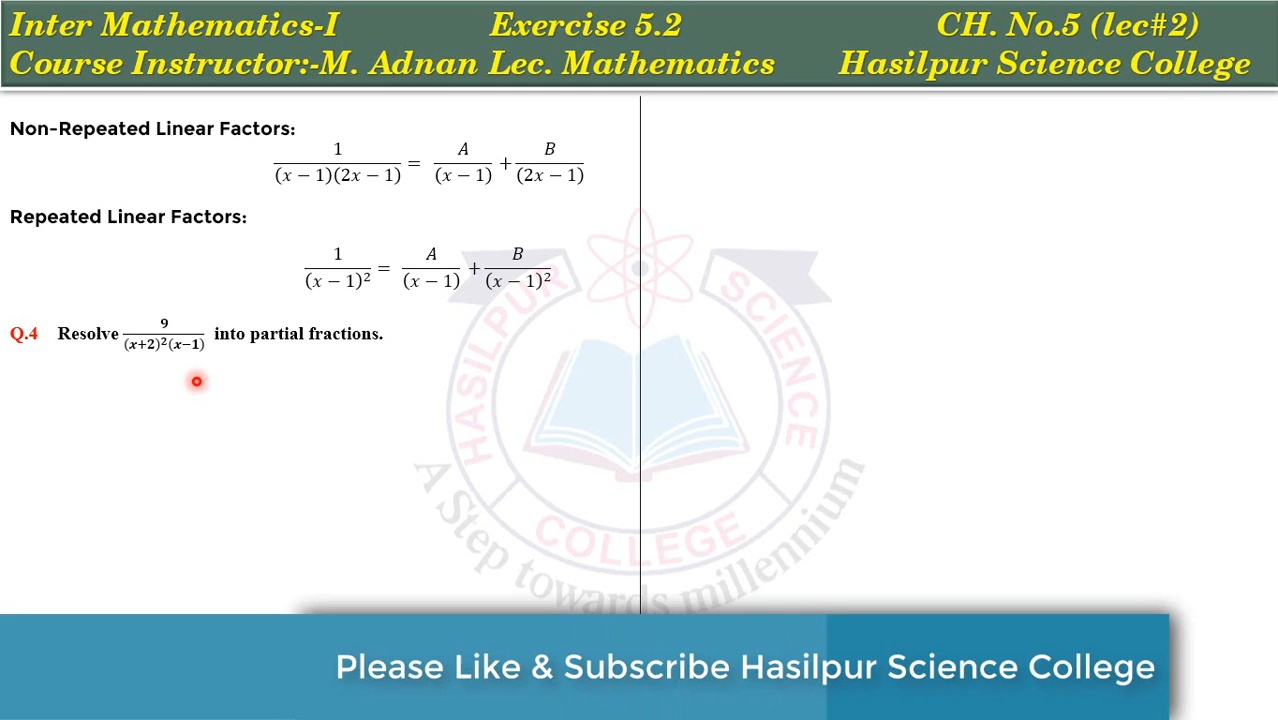 Inter Mathematics-I Exercise 5.2 CH. No.5 (lec#2)
Course Instructor:-M. Adnan Lec. Mathematics Hasilpur Science College
Non-Repeated Linear Factors:
1/((x − 1)(2x − 1)) = A/(x − 1) + B/(2x − 1)
Repeated Linear Factors:
1/(x − 1)² = A/(x − 1) + B/(x − 1)²
Q.4 Resolve 9/((x+2)²(x−1)) into partial fractions.
HASILPUR SCIENCE
COLLEGE
A Step towards millennium
Please Like & Subscribe Hasilpur Science College